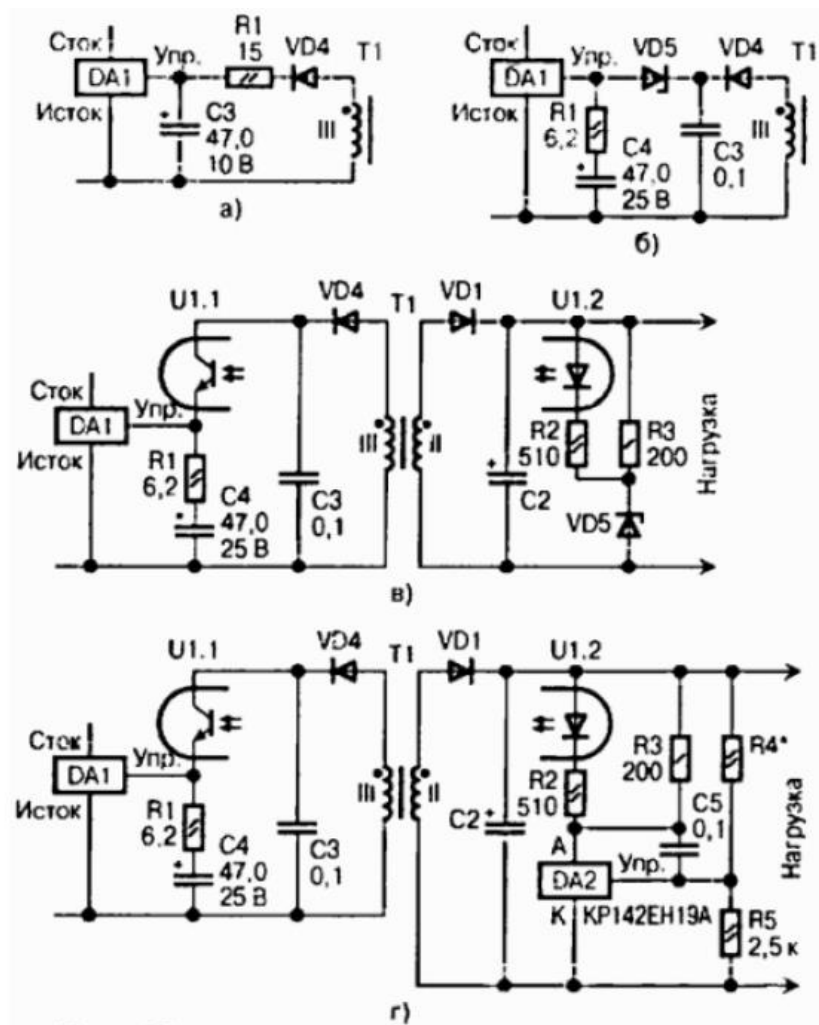 Сток
DA1
Исток
Упр.
R1
15
VD4
T1
C3
47,0
10 В
III
а)
Сток
DA1
Исток
Упр.
VD5
VD4
T1
R1
6,2
C4
47,0
25 В
C3
0,1
III
б)
U1.1
VD4
T1
VD1
U1.2
Сток
DA1
Исток
Упр.
R1
6,2
C4
47,0
25 В
C3
0,1
III
II
C2
R2
510
R3
200
VD5
Нагрузка
в)
U1.1
VD4
T1
VD1
U1.2
Сток
DA1
Исток
Упр.
R1
6,2
C4
47,0
25 В
C3
0,1
III
II
C2
R2
510
R3
200
R4*
C5
0,1
А
Упр.
DA2
К КР142ЕН19А
R5
2,5 к
Нагрузка
г)